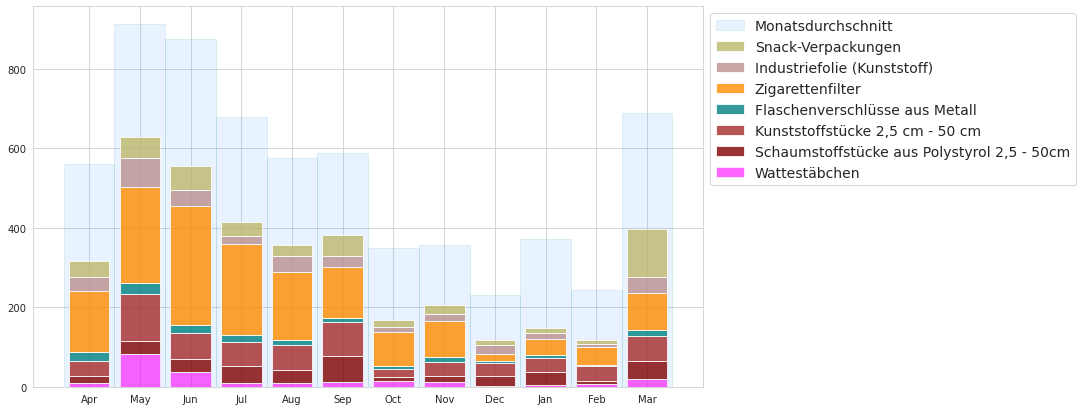 800
600
400
200
0
Apr May Jun Jul Aug Sep Oct Nov Dec Jan Feb Mar
Monatsdurchschnitt
Snack-Verpackungen
Industriefolie (Kunststoff)
Zigarettenfilter
Flaschenverschlüsse aus Metall
Kunststoffstücke 2,5 cm - 50 cm
Schaumstoffstücke aus Polystyrol 2,5 - 50cm
Wattestäbchen